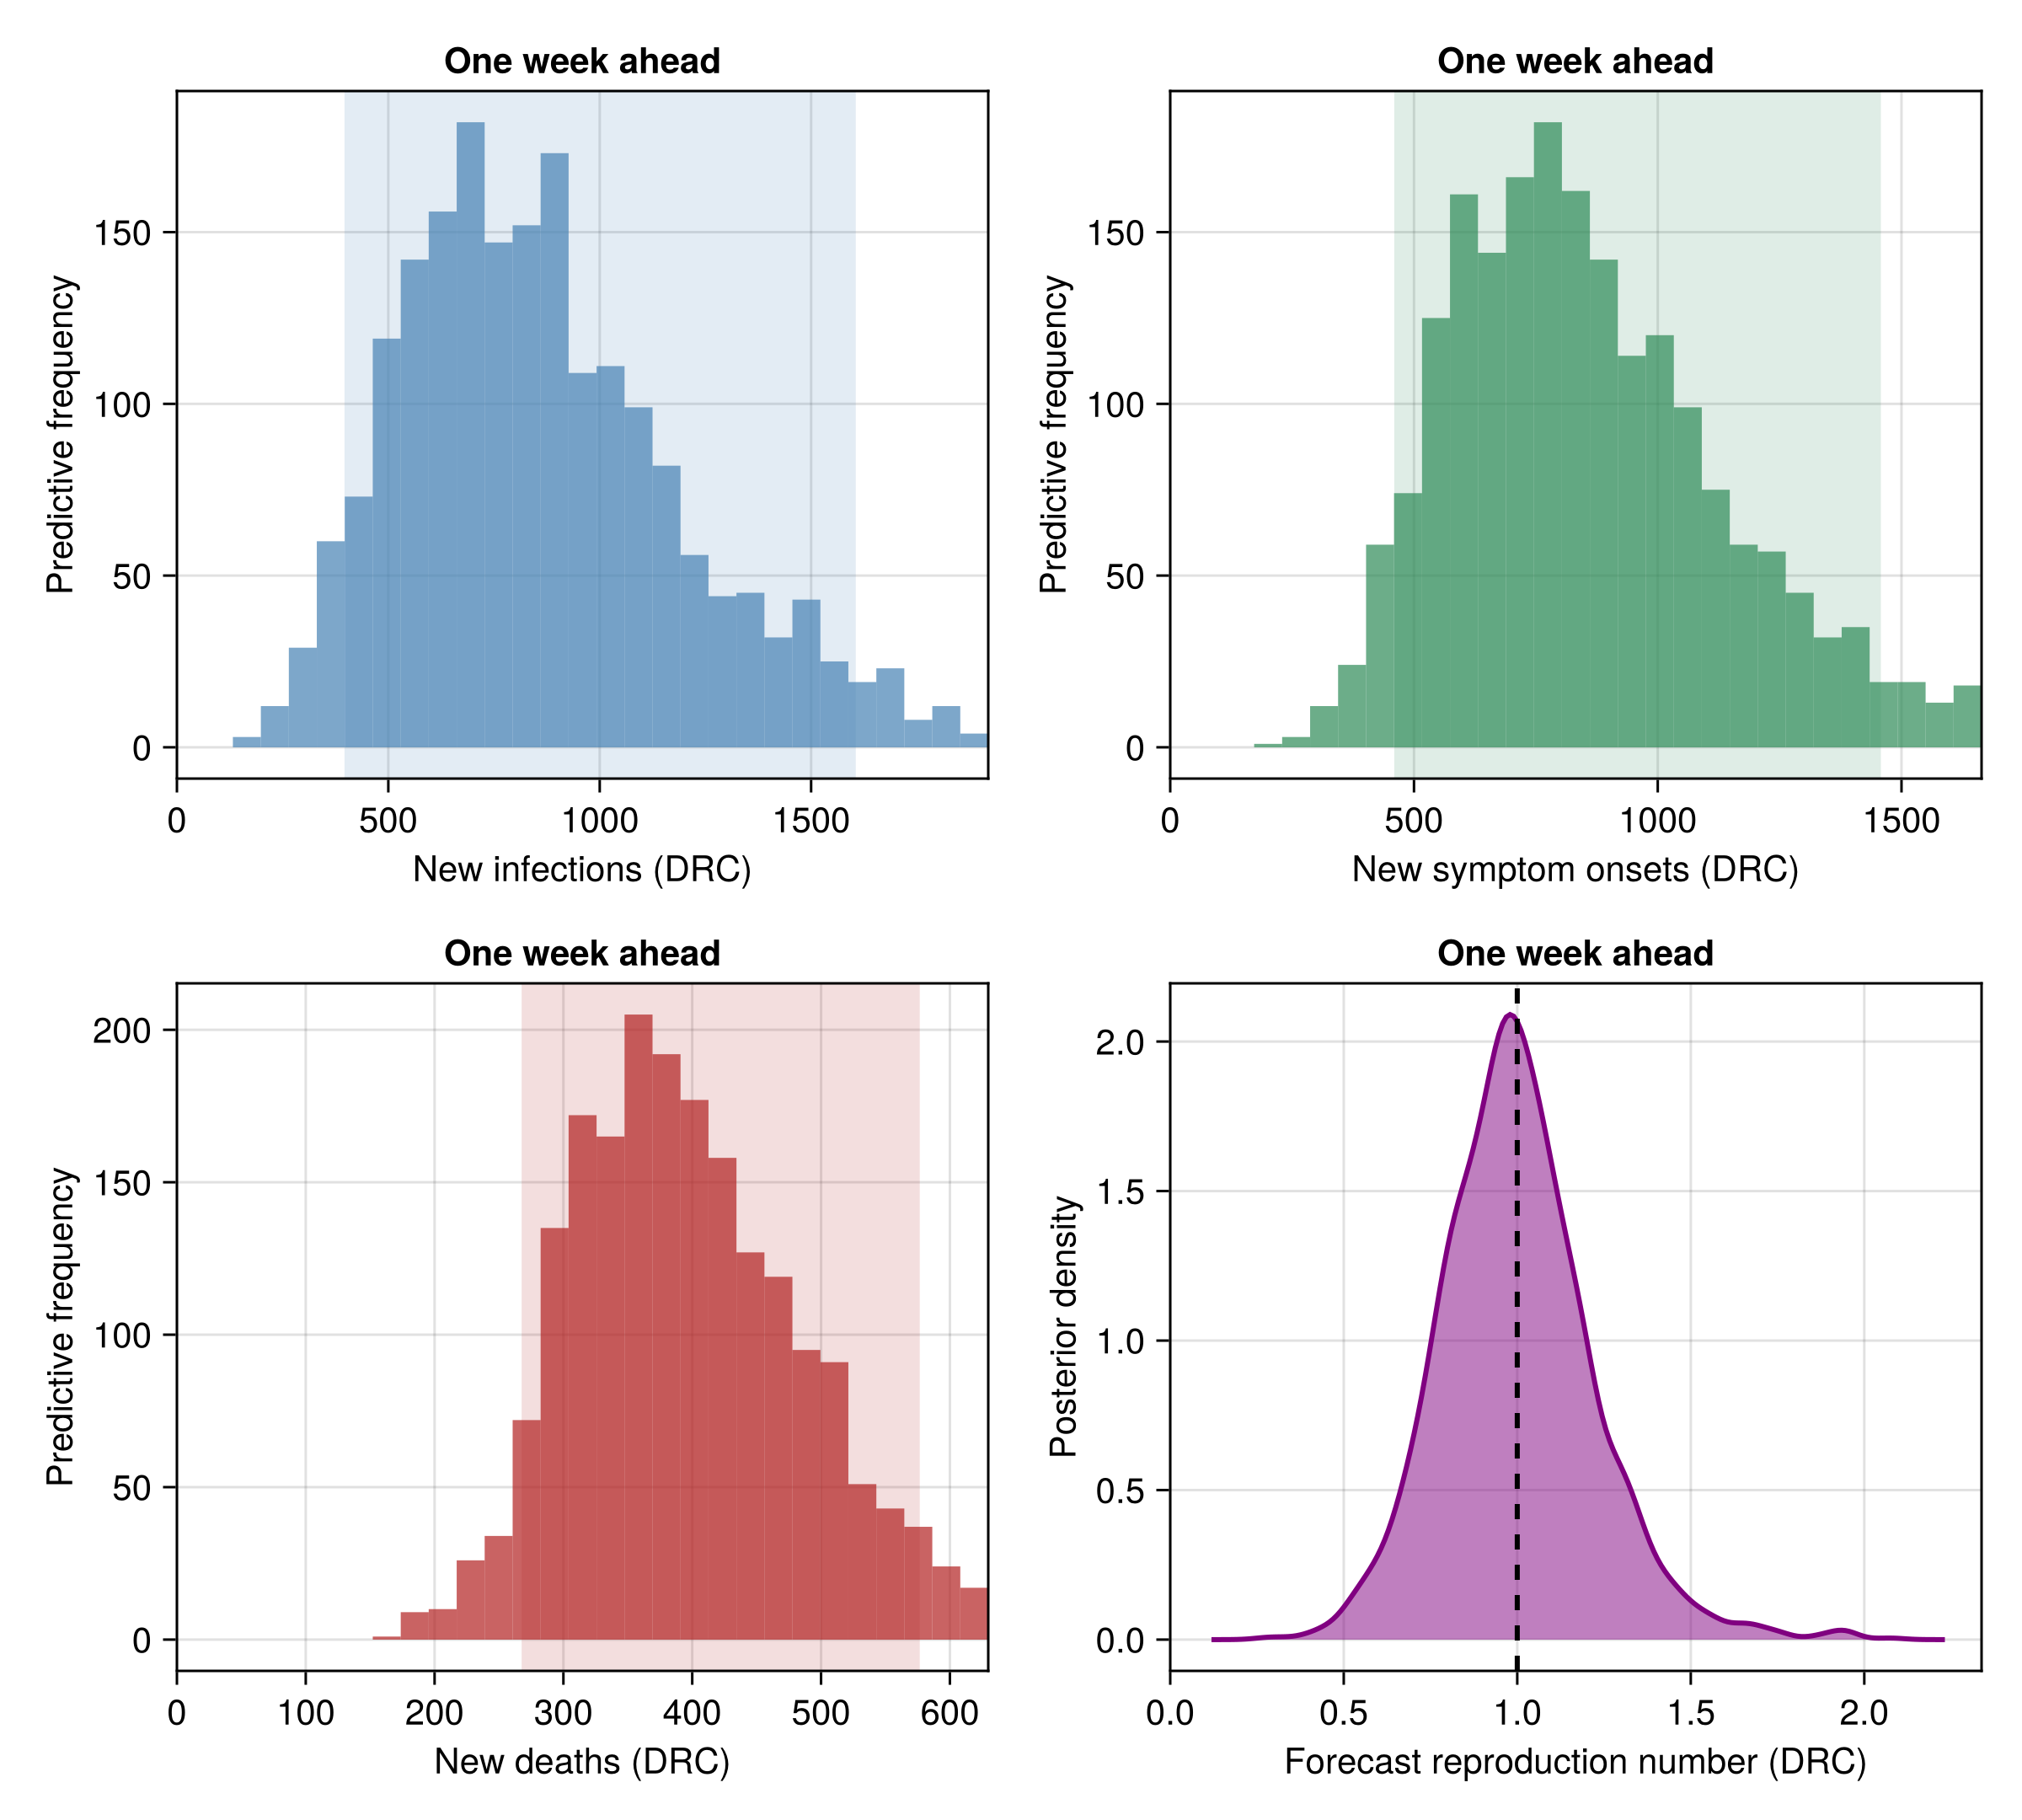 One week ahead
Predictive frequency
150
100
50
0
0 500 1000 1500
New infections (DRC)
One week ahead
Predictive frequency
150
100
50
0
0 500 1000 1500
New symptom onsets (DRC)
One week ahead
Predictive frequency
200
150
100
50
0
0 100 200 300 400 500 600
New deaths (DRC)
One week ahead
Posterior density
2.0
1.5
1.0
0.5
0.0
0.0 0.5 1.0 1.5 2.0
Forecast reproduction number (DRC)